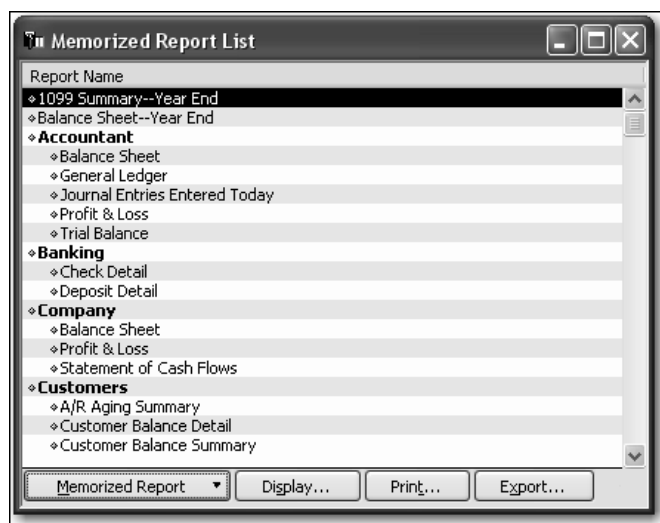 Memorized Report List
Report Name
1099 Summary--Year End
Balance Sheet--Year End
Accountant
Balance Sheet
General Ledger
Journal Entries Entered Today
Profit & Loss
Trial Balance
Banking
Check Detail
Deposit Detail
Company
Balance Sheet
Profit & Loss
Statement of Cash Flows
Customers
A/R Aging Summary
Customer Balance Detail
Customer Balance Summary
Memorized Report Display... Print... Export...